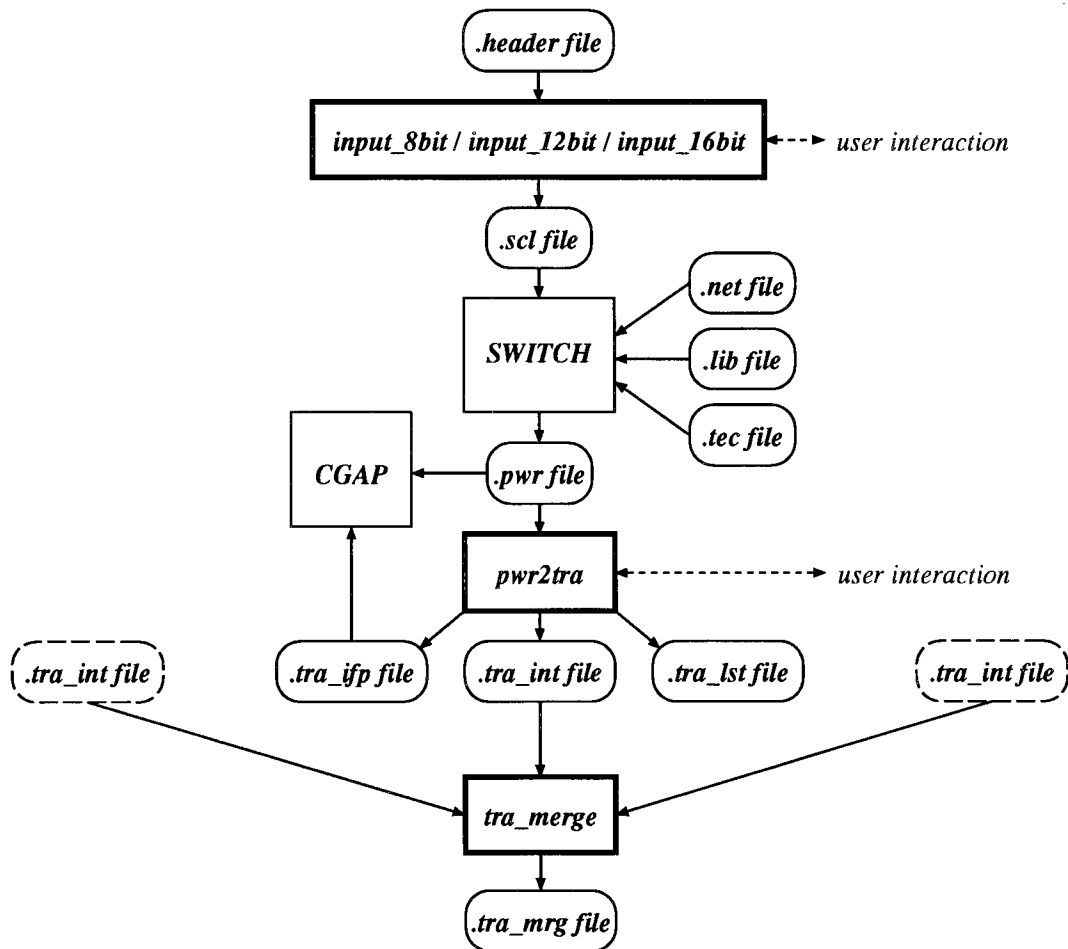 .header file
input_8bit / input_12bit / input_16bit
user interaction
.scl file
.net file
SWITCH
.lib file
.tec file
CGAP
.pwr file
pwr2tra
user interaction
.tra_int file
.tra_ifp file
.tra_int file
.tra_lst file
.tra_int file
tra_merge
.tra_mrg file